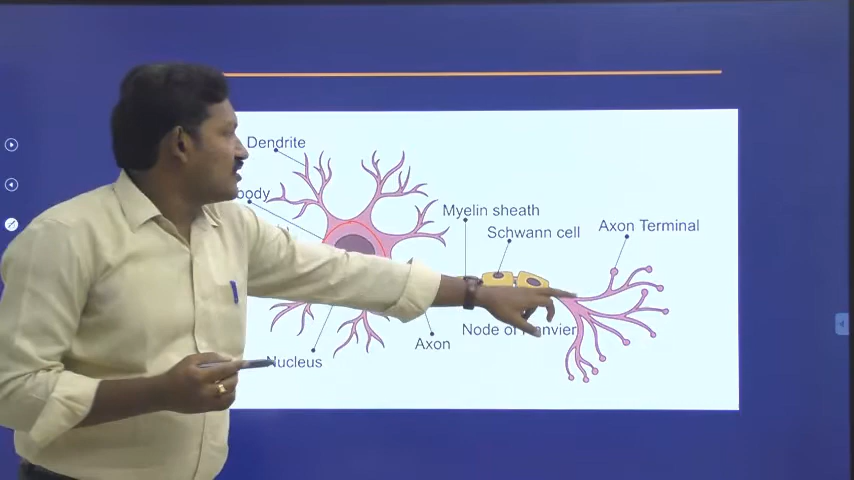 Dendrite
body
Myelin sheath
Schwann cell
Axon Terminal
Node of
Axon
Nucleus